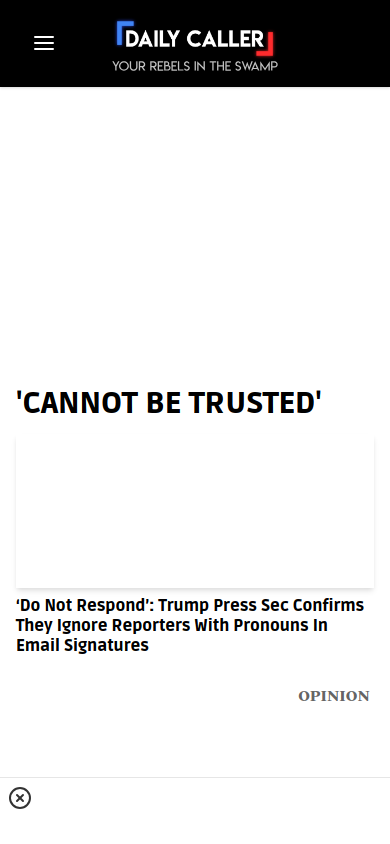 DAILY CALLER
YOUR REBELS IN THE SWAMP
'CANNOT BE TRUSTED'
‘Do Not Respond’: Trump Press Sec Confirms
They Ignore Reporters With Pronouns In
Email Signatures
OPINION